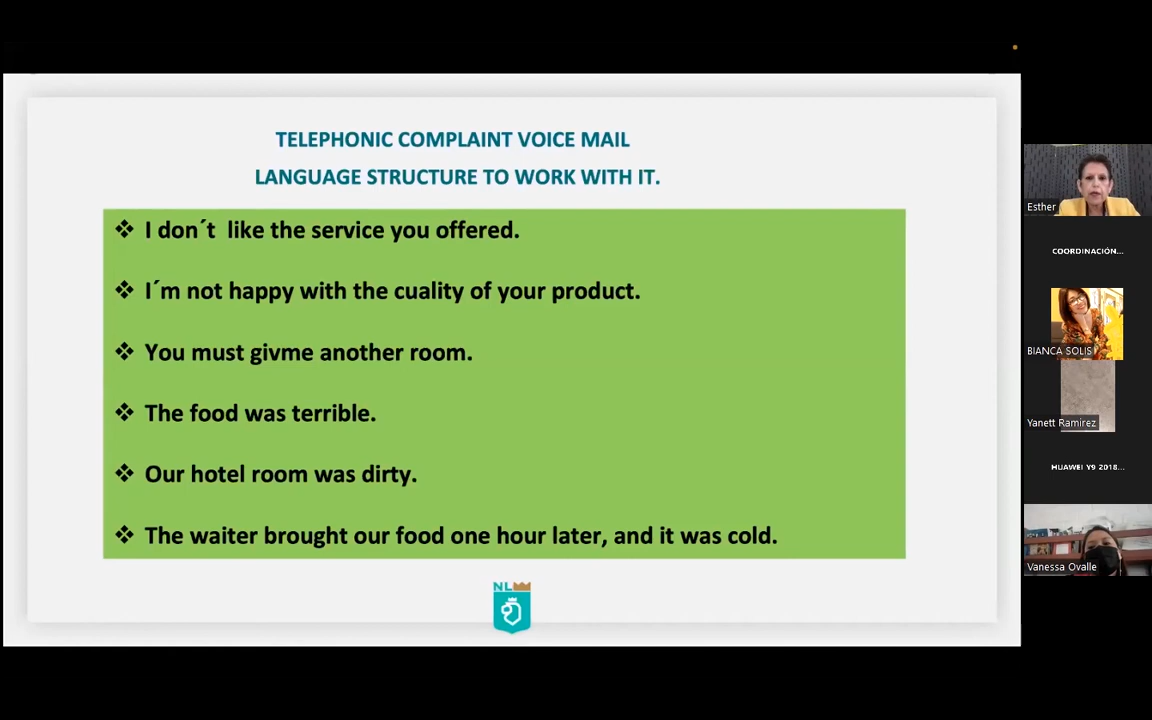 TELEPHONIC COMPLAINT VOICE MAIL
LANGUAGE STRUCTURE TO WORK WITH IT.
❖ I don´t  like the service you offered.
❖ I´m not happy with the cuality of your product.
❖ You must givme another room.
❖ The food was terrible.
❖ Our hotel room was dirty.
❖ The waiter brought our food one hour later, and it was cold.
NL
Esther
COORDINACIÓN...
BIANCA SOLIS
Yanett Ramirez
HUAWEI Y9 2018...
Vanessa Ovalle